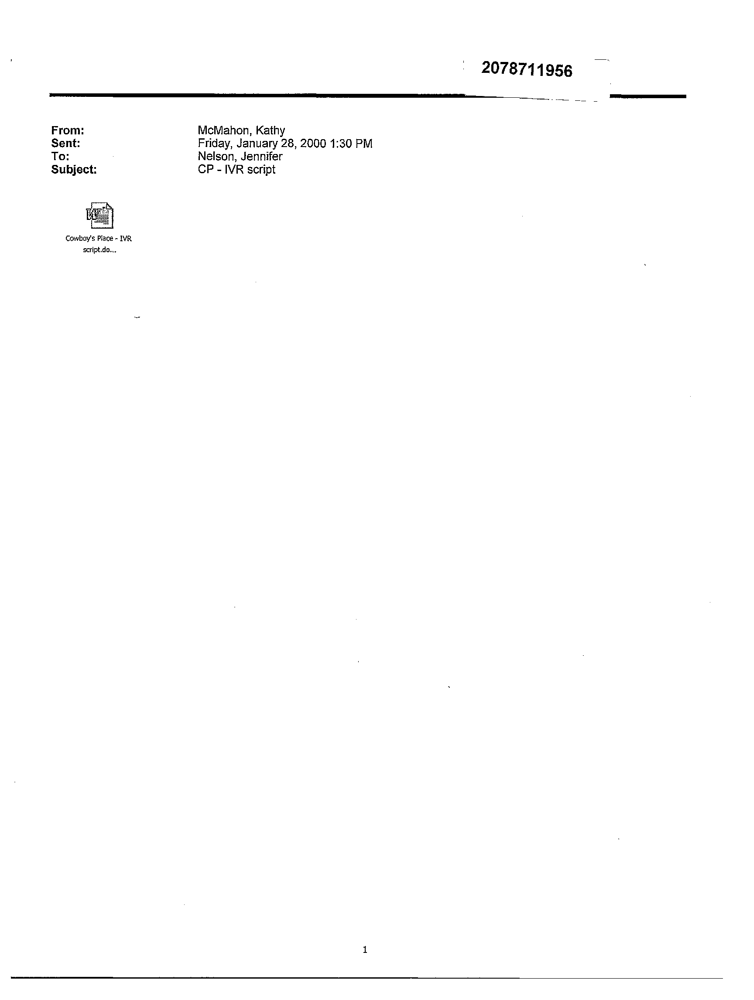 2078711956
From: McMahon, Kathy
Sent: Friday, January 28, 2000 1:30 PM
To: Nelson, Jennifer
Subject: CP - IVR script
Cowboy's Place - IVR
script.do...
1